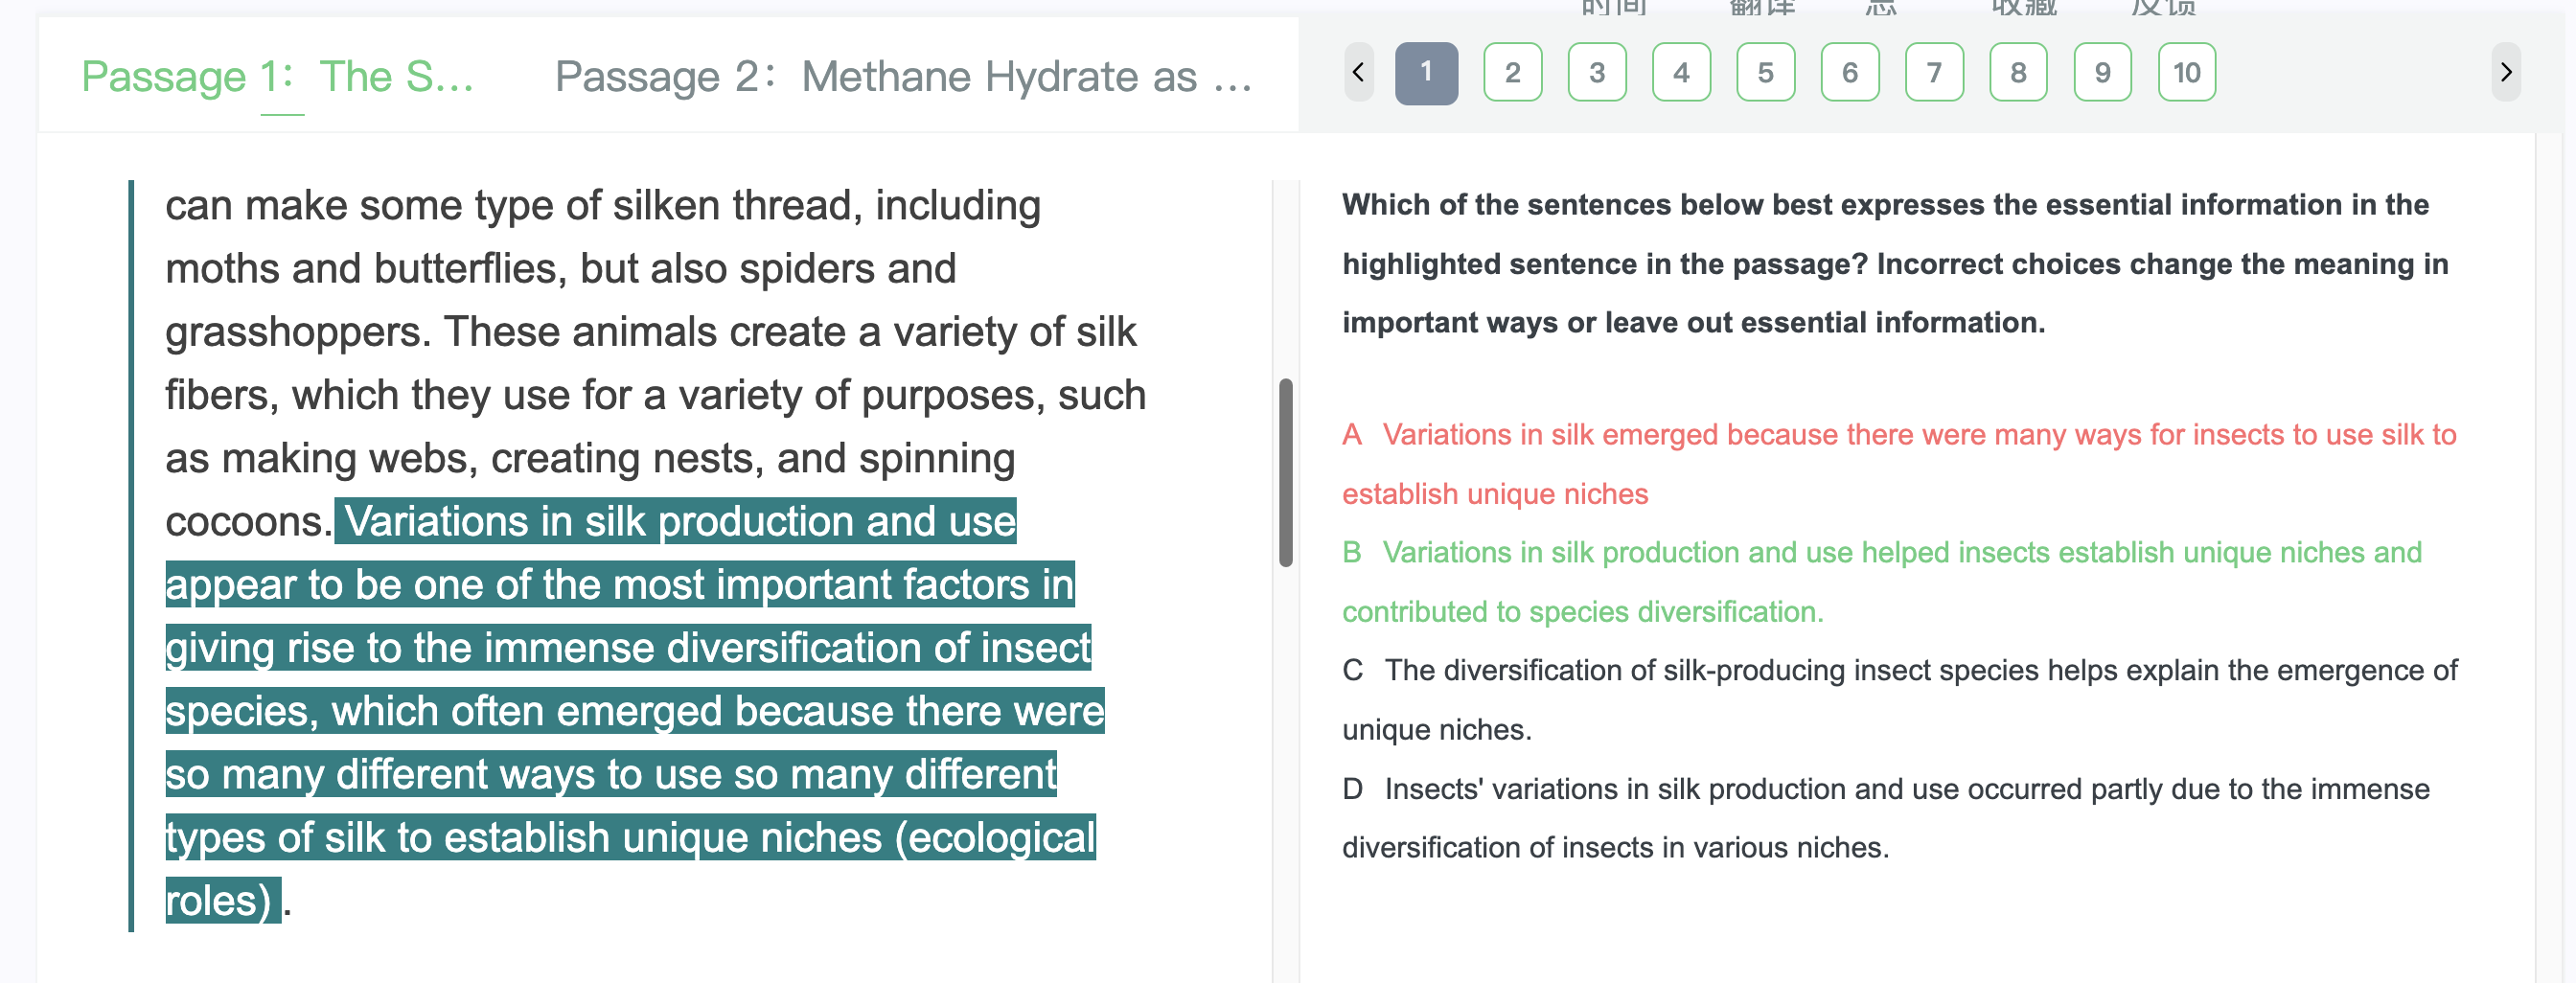 时间 翻译 总 收藏 反馈
Passage 1: The S... Passage 2: Methane Hydrate as ...
1 2 3 4 5 6 7 8 9 10
can make some type of silken thread, including
moths and butterflies, but also spiders and
grasshoppers. These animals create a variety of silk
fibers, which they use for a variety of purposes, such
as making webs, creating nests, and spinning
cocoons. Variations in silk production and use
appear to be one of the most important factors in
giving rise to the immense diversification of insect
species, which often emerged because there were
so many different ways to use so many different
types of silk to establish unique niches (ecological
roles) .
Which of the sentences below best expresses the essential information in the
highlighted sentence in the passage? Incorrect choices change the meaning in
important ways or leave out essential information.
A Variations in silk emerged because there were many ways for insects to use silk to
establish unique niches
B Variations in silk production and use helped insects establish unique niches and
contributed to species diversification.
C The diversification of silk-producing insect species helps explain the emergence of
unique niches.
D Insects' variations in silk production and use occurred partly due to the immense
diversification of insects in various niches.